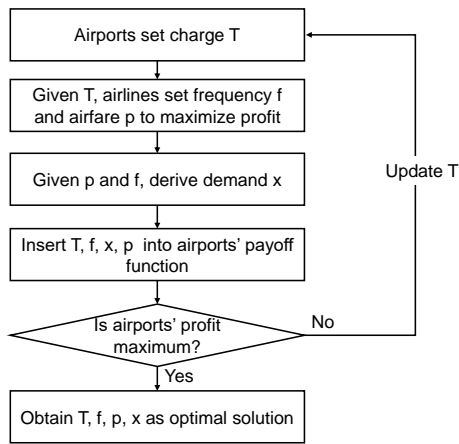 Airports set charge T
Given T, airlines set frequency f
and airfare p to maximize profit
Given p and f, derive demand x
Update T
Insert T, f, x, p into airports' payoff
function
Is airports' profit
maximum?
No
Yes
Obtain T, f, p, x as optimal solution